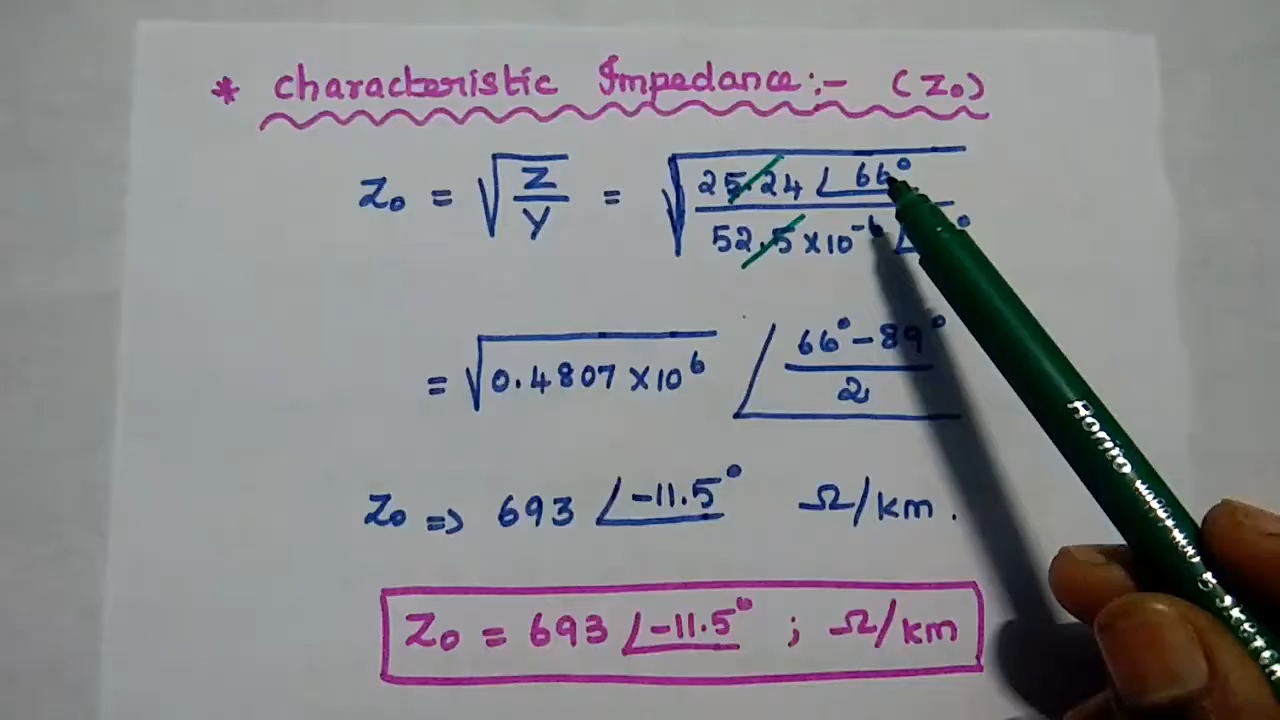 * Characteristic Impedance:- (Z₀)
Z₀ = √(Z/Y) = √(25.24 ∠66° / 52.5 ×10⁻⁶ ∠ °)
= √(0.4807 ×10⁶) ∠(66° − 89° / 2)
Z₀ ⇒ 693 ∠−11.5° Ω/km.
Z₀ = 693 ∠−11.5° ; Ω/km